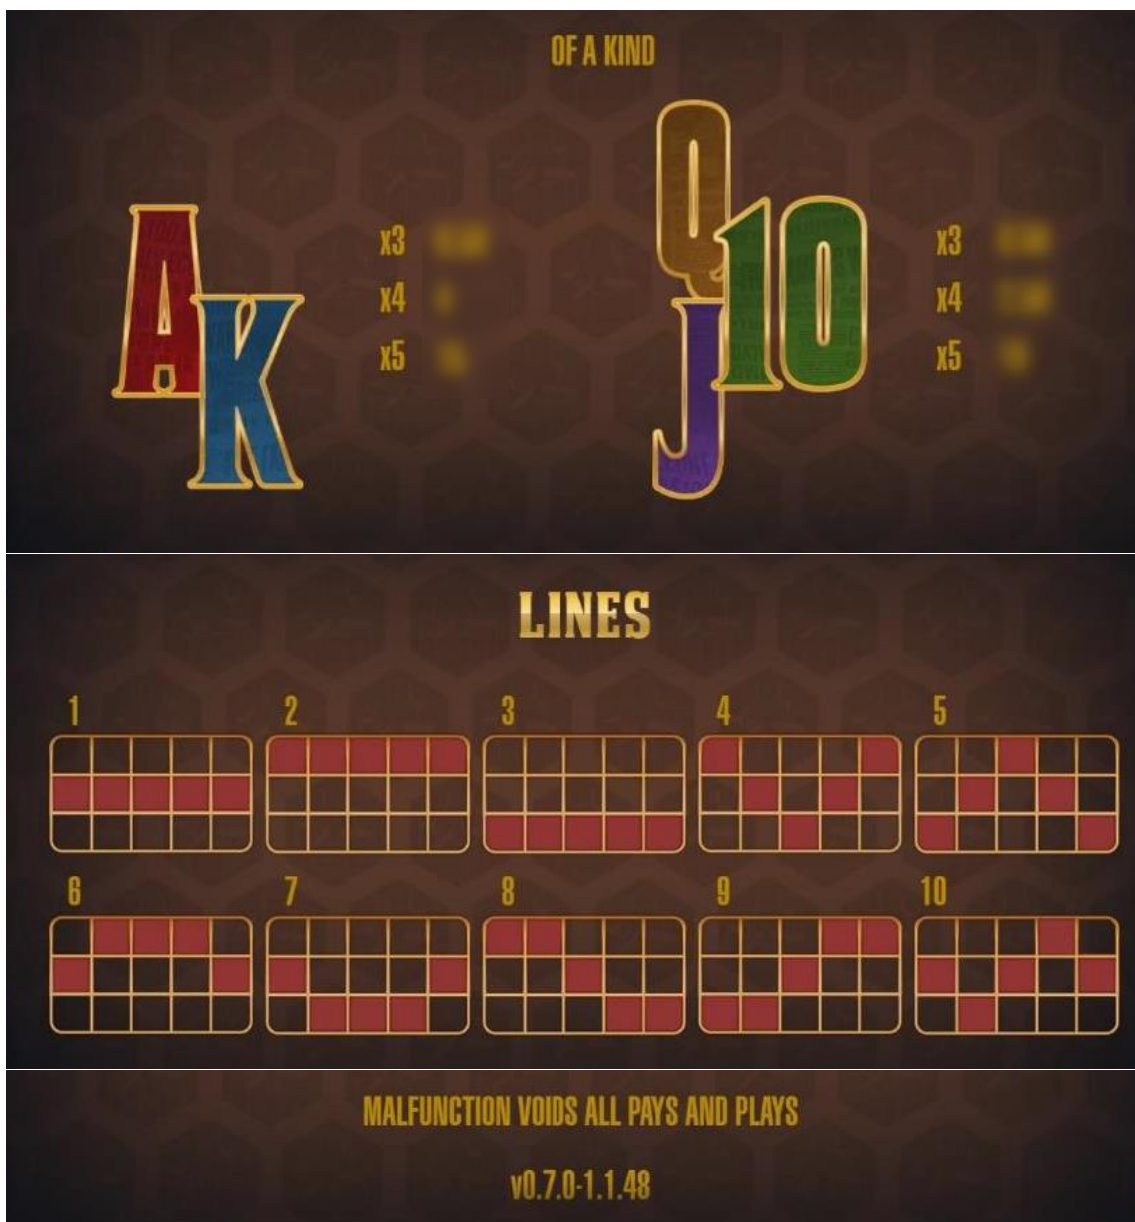 OF A KIND
A
K
x3
x4
x5
Q
J
10
x3
x4
x5
LINES
1 2 3 4 5
6 7 8 9 10
MALFUNCTION VOIDS ALL PAYS AND PLAYS
v0.7.0-1.1.48